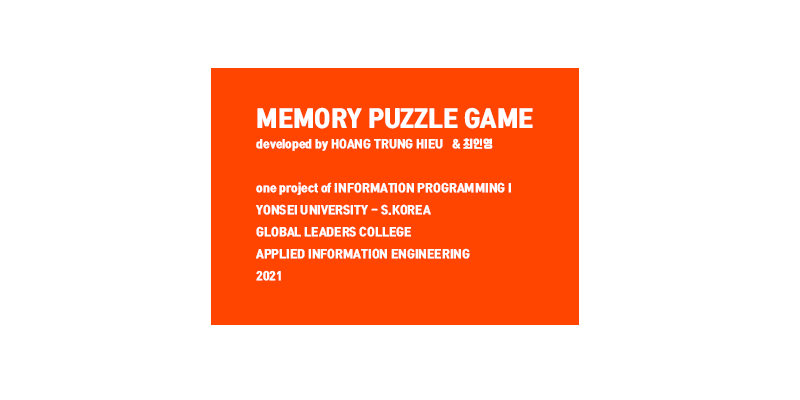 MEMORY PUZZLE GAME
developed by HOANG TRUNG HIEU & 최인영
one project of INFORMATION PROGRAMMING I
YONSEI UNIVERSITY - S.KOREA
GLOBAL LEADERS COLLEGE
APPLIED INFORMATION ENGINEERING
2021